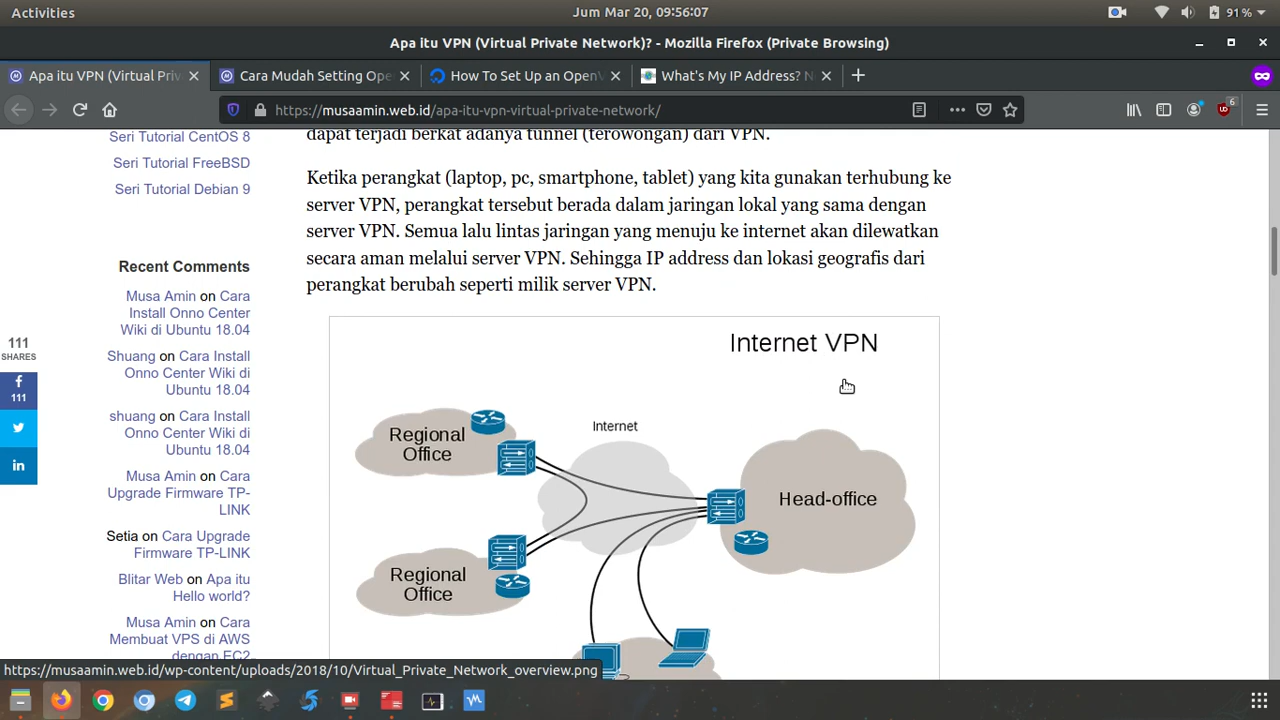 Activities
Jum Mar 20, 09:56:07
91%
Apa itu VPN (Virtual Private Network)? - Mozilla Firefox (Private Browsing)
Apa itu VPN (Virtual Priv
Cara Mudah Setting Ope
How To Set Up an OpenV
What's My IP Address? N
https://musaamin.web.id/apa-itu-vpn-virtual-private-network/
6
Seri Tutorial CentOS 8
Seri Tutorial FreeBSD
Seri Tutorial Debian 9
Recent Comments
Musa Amin on Cara
Install Onno Center
Wiki di Ubuntu 18.04
Shuang on Cara Install
Onno Center Wiki di
Ubuntu 18.04
shuang on Cara Install
Onno Center Wiki di
Ubuntu 18.04
Musa Amin on Cara
Upgrade Firmware TP-
LINK
Setia on Cara Upgrade
Firmware TP-LINK
Blitar Web on Apa itu
Hello world?
Musa Amin on Cara
Membuat VPS di AWS
dengan EC2
111
SHARES
111
dapat terjadi berkat adanya tunnel (terowongan) dari VPN.
Ketika perangkat (laptop, pc, smartphone, tablet) yang kita gunakan terhubung ke
server VPN, perangkat tersebut berada dalam jaringan lokal yang sama dengan
server VPN. Semua lalu lintas jaringan yang menuju ke internet akan dilewatkan
secara aman melalui server VPN. Sehingga IP address dan lokasi geografis dari
perangkat berubah seperti milik server VPN.
Internet VPN
Internet
Regional
Office
Head-office
Regional
Office
https://musaamin.web.id/wp-content/uploads/2018/10/Virtual_Private_Network_overview.png